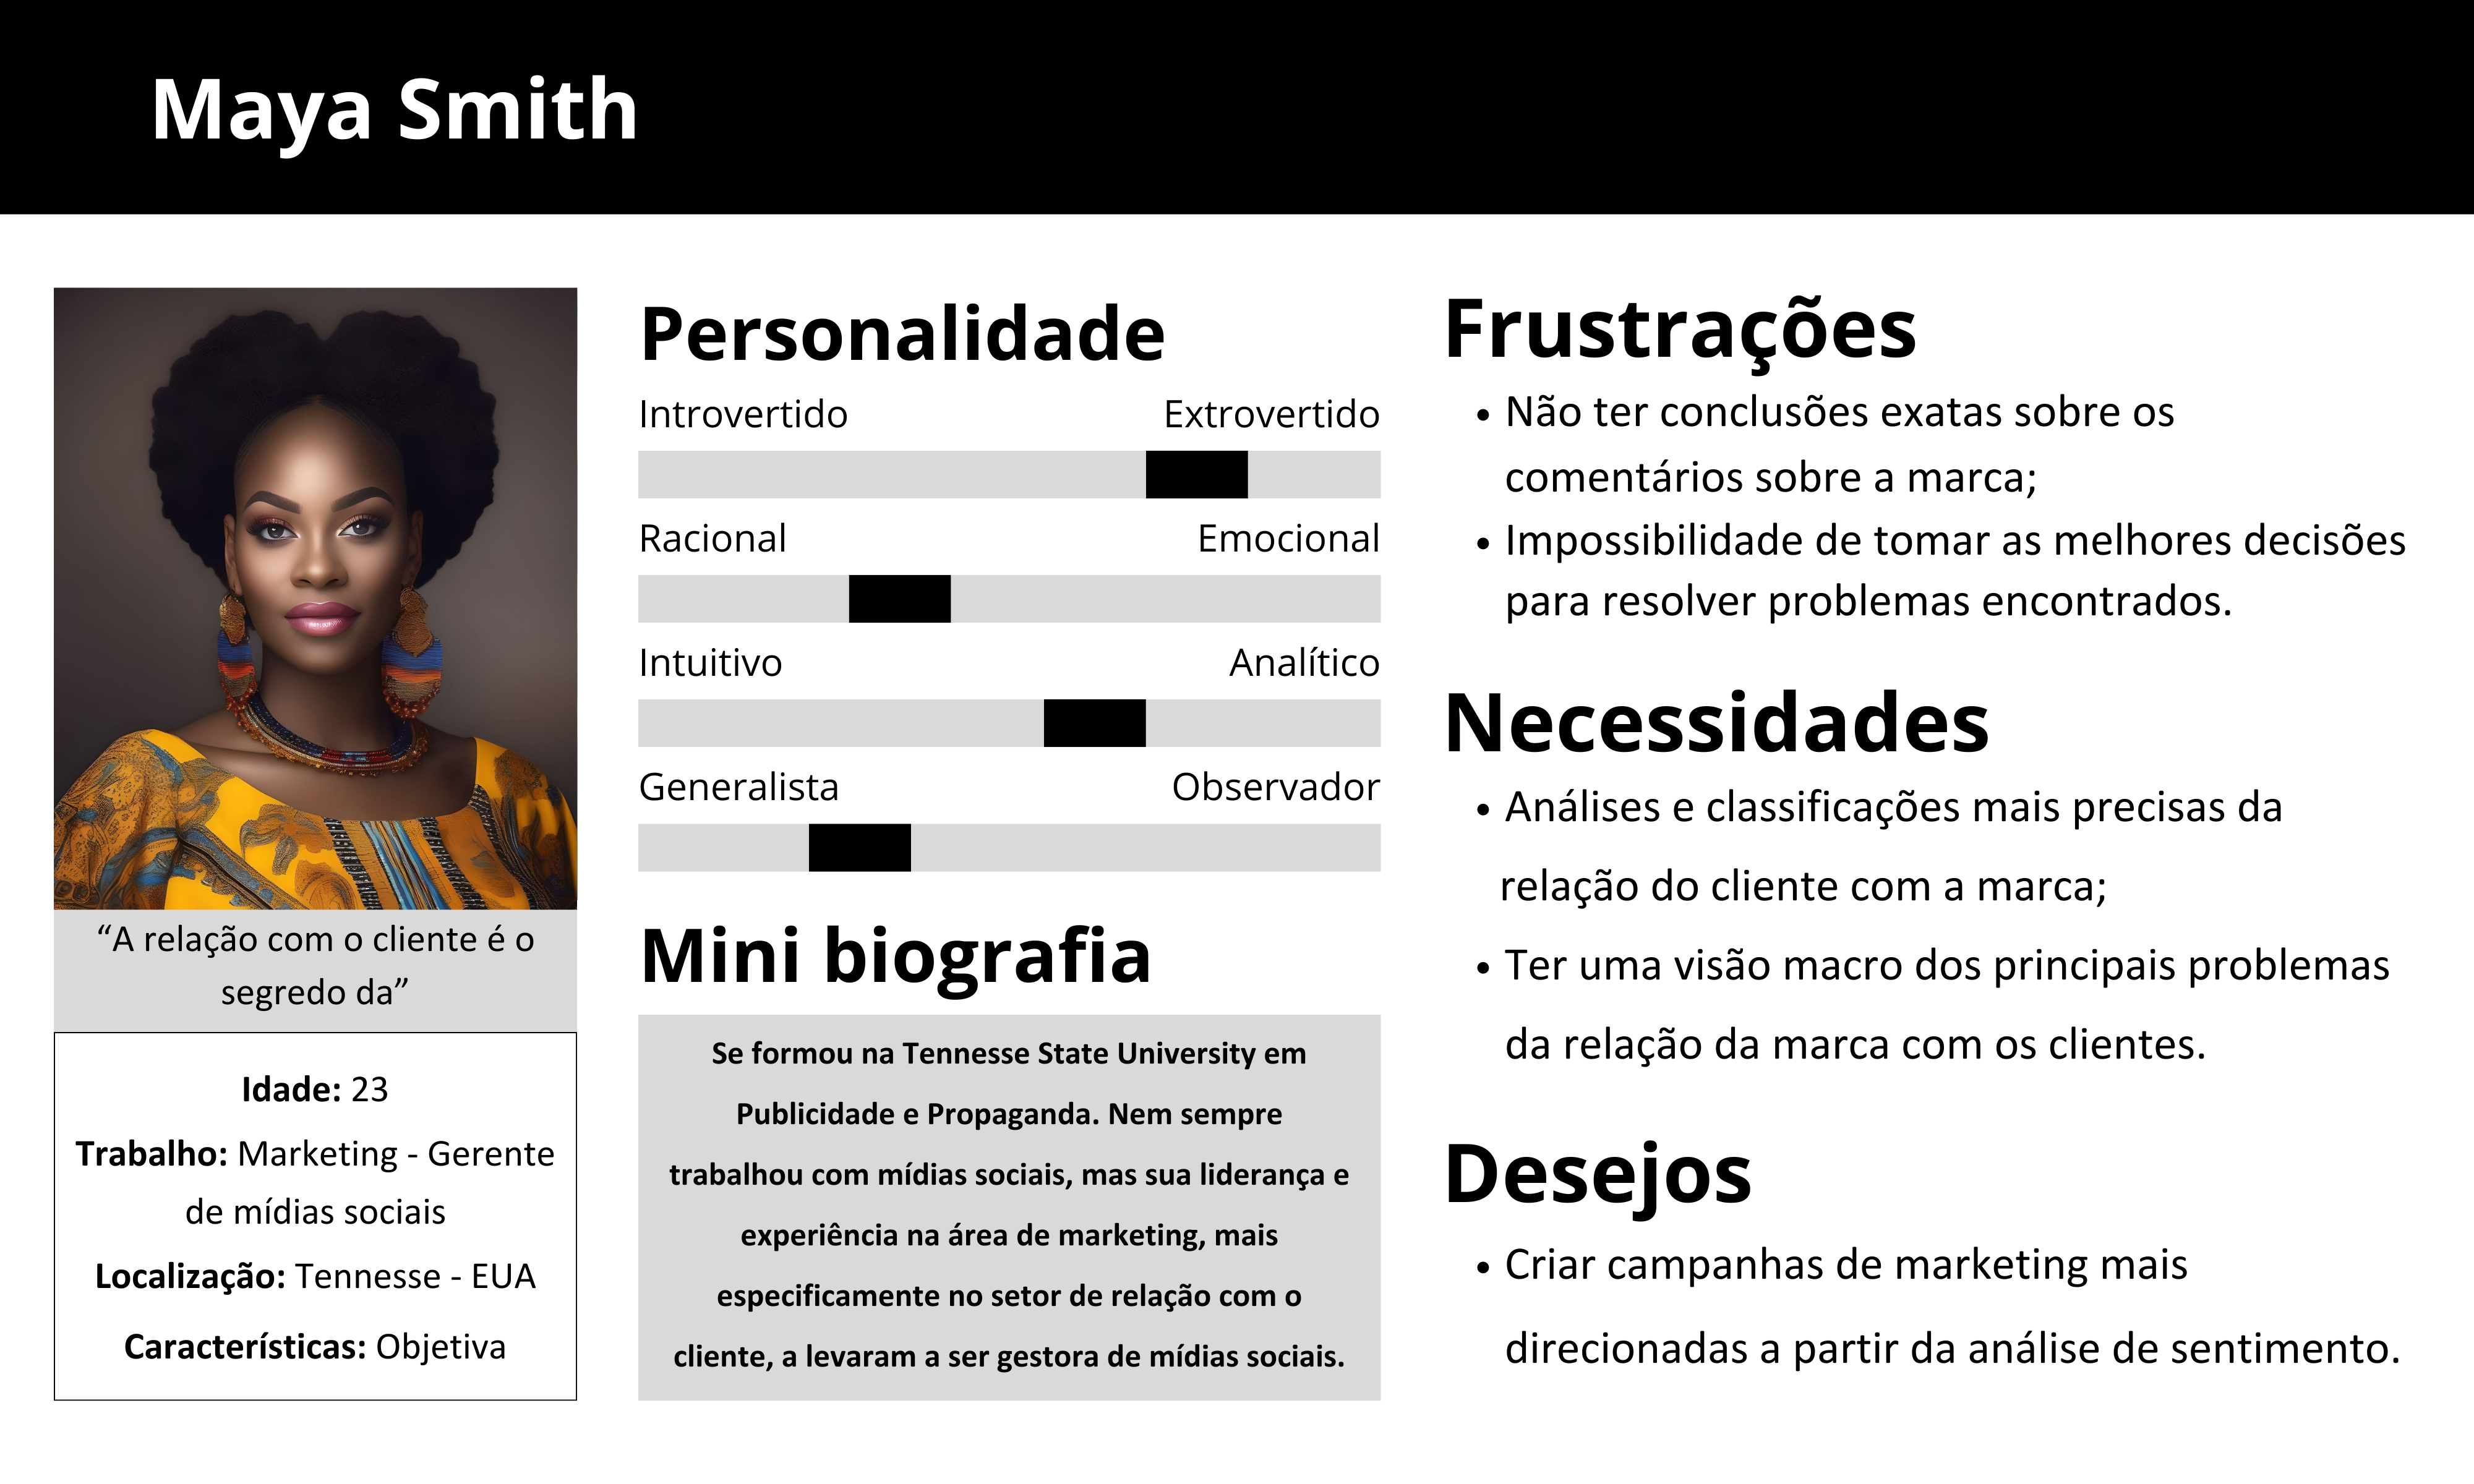 Maya Smith
“A relação com o cliente é o
segredo da”
Idade: 23
Trabalho: Marketing - Gerente
de mídias sociais
Localização: Tennesse - EUA
Características: Objetiva
Personalidade
Introvertido Extrovertido
Racional Emocional
Intuitivo Analítico
Generalista Observador
Mini biografia
Se formou na Tennesse State University em
Publicidade e Propaganda. Nem sempre
trabalhou com mídias sociais, mas sua liderança e
experiência na área de marketing, mais
especificamente no setor de relação com o
cliente, a levaram a ser gestora de mídias sociais.
Frustrações
• Não ter conclusões exatas sobre os
comentários sobre a marca;
• Impossibilidade de tomar as melhores decisões
para resolver problemas encontrados.
Necessidades
• Análises e classificações mais precisas da
relação do cliente com a marca;
• Ter uma visão macro dos principais problemas
da relação da marca com os clientes.
Desejos
• Criar campanhas de marketing mais
direcionadas a partir da análise de sentimento.